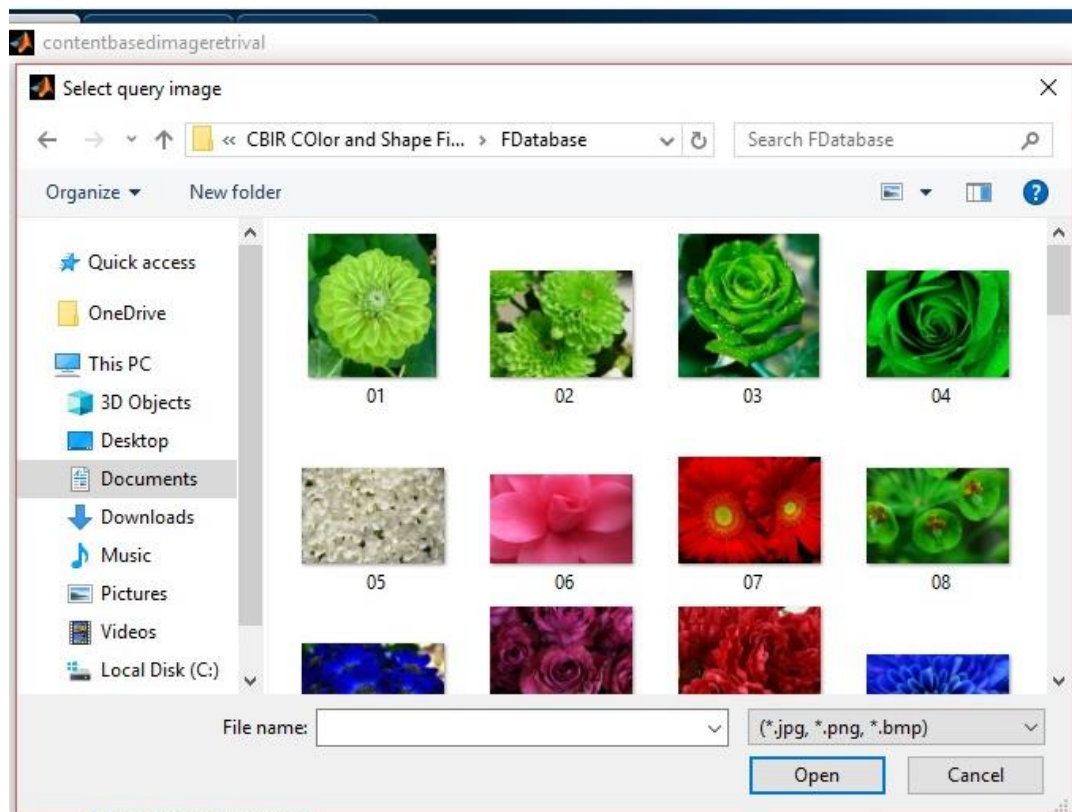 contentbasedimageretrival
Select query image
« CBIR COlor and Shape Fi... › FDatabase
Search FDatabase
Organize
New folder
Quick access
OneDrive
This PC
3D Objects
Desktop
Documents
Downloads
Music
Pictures
Videos
Local Disk (C:)
01 02 03 04
05 06 07 08
File name:
(*.jpg, *.png, *.bmp)
Open Cancel